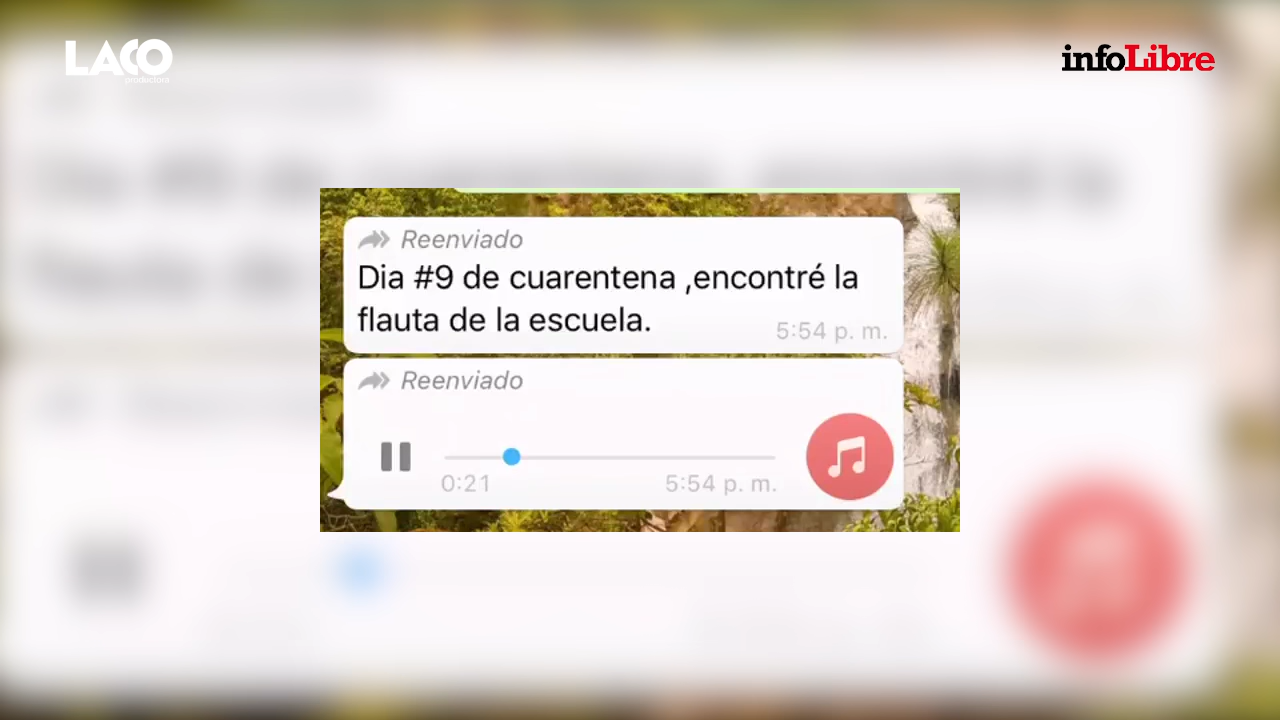 LACO
productora
infoLibre
Reenviado
Dia #9 de cuarentena ,encontré la
flauta de la escuela.
5:54 p. m.
Reenviado
0:21
5:54 p. m.